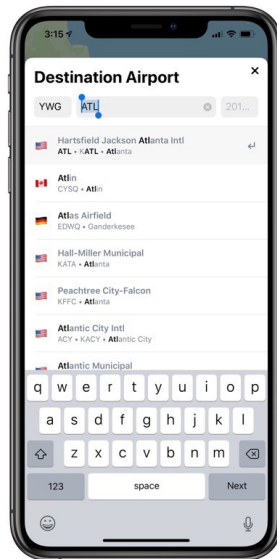 3:15
Destination Airport
YWG ATL 201...
Hartsfield Jackson Atlanta Intl
ATL • KATL • Atlanta
Atlin
CYSQ • Atlin
Atlas Airfield
EDWQ • Ganderkesee
Hall-Miller Municipal
KATA • Atlanta
Peachtree City-Falcon
KFFC • Atlanta
Atlantic City Intl
ACY • KACY • Atlantic City
Atlantic Municipal
q w e r t y u i o p
a s d f g h j k l
z x c v b n m
123 space Next